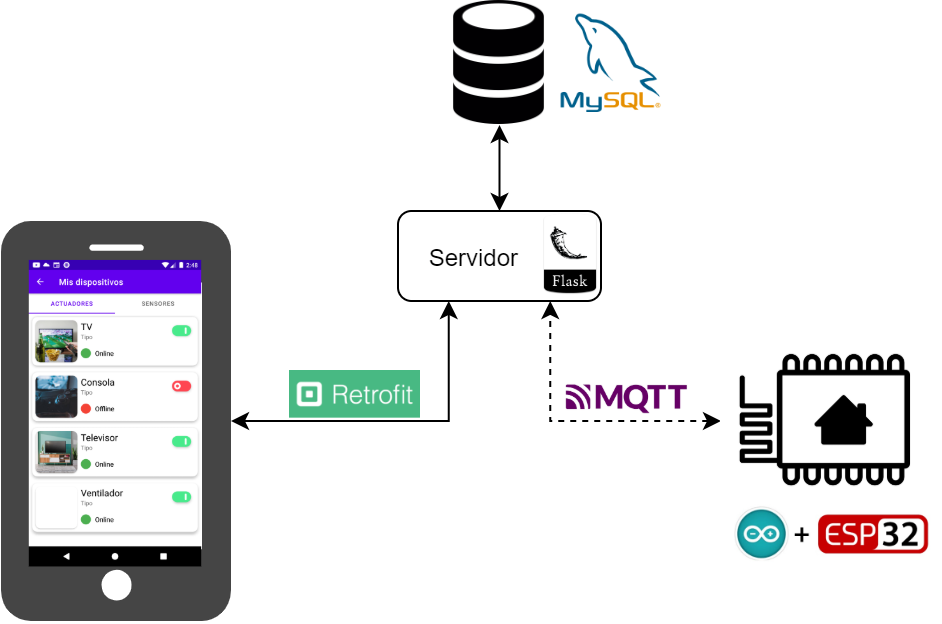 MySQL®
Servidor
Flask
2:48
Mis dispositivos
ACTUADORES
SENSORES
TV
Tipo
Online
Consola
Tipo
Offline
Televisor
Tipo
Online
Ventilador
Tipo
Online
Retrofit
MQTT
+ ESP32